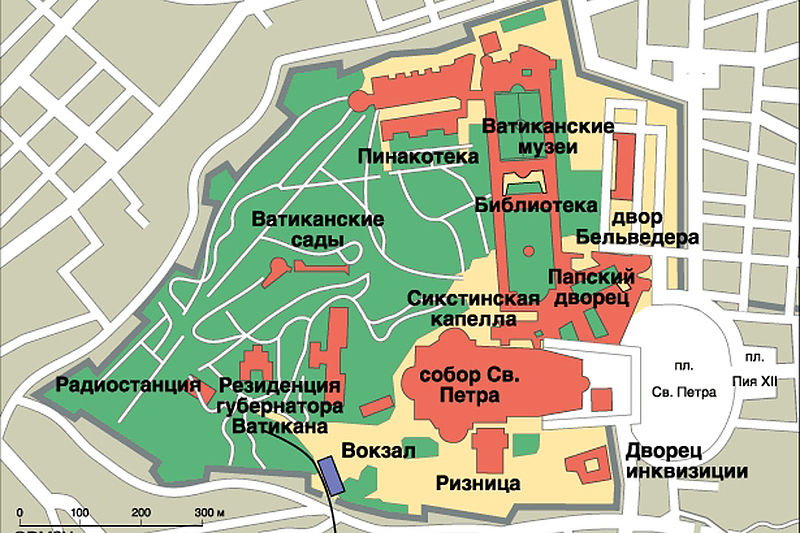 Ватиканские
музеи
Пинакотека
Библиотека
Ватиканские
сады
двор
Бельведера
Папский
дворец
Сикстинская
капелла
собор Св.
Петра
пл.
Св. Петра
пл.
Пия XII
Радиостанция
Резиденция
губернатора
Ватикана
Вокзал
Ризница
Дворец
инквизиции
0 100 200 300 м